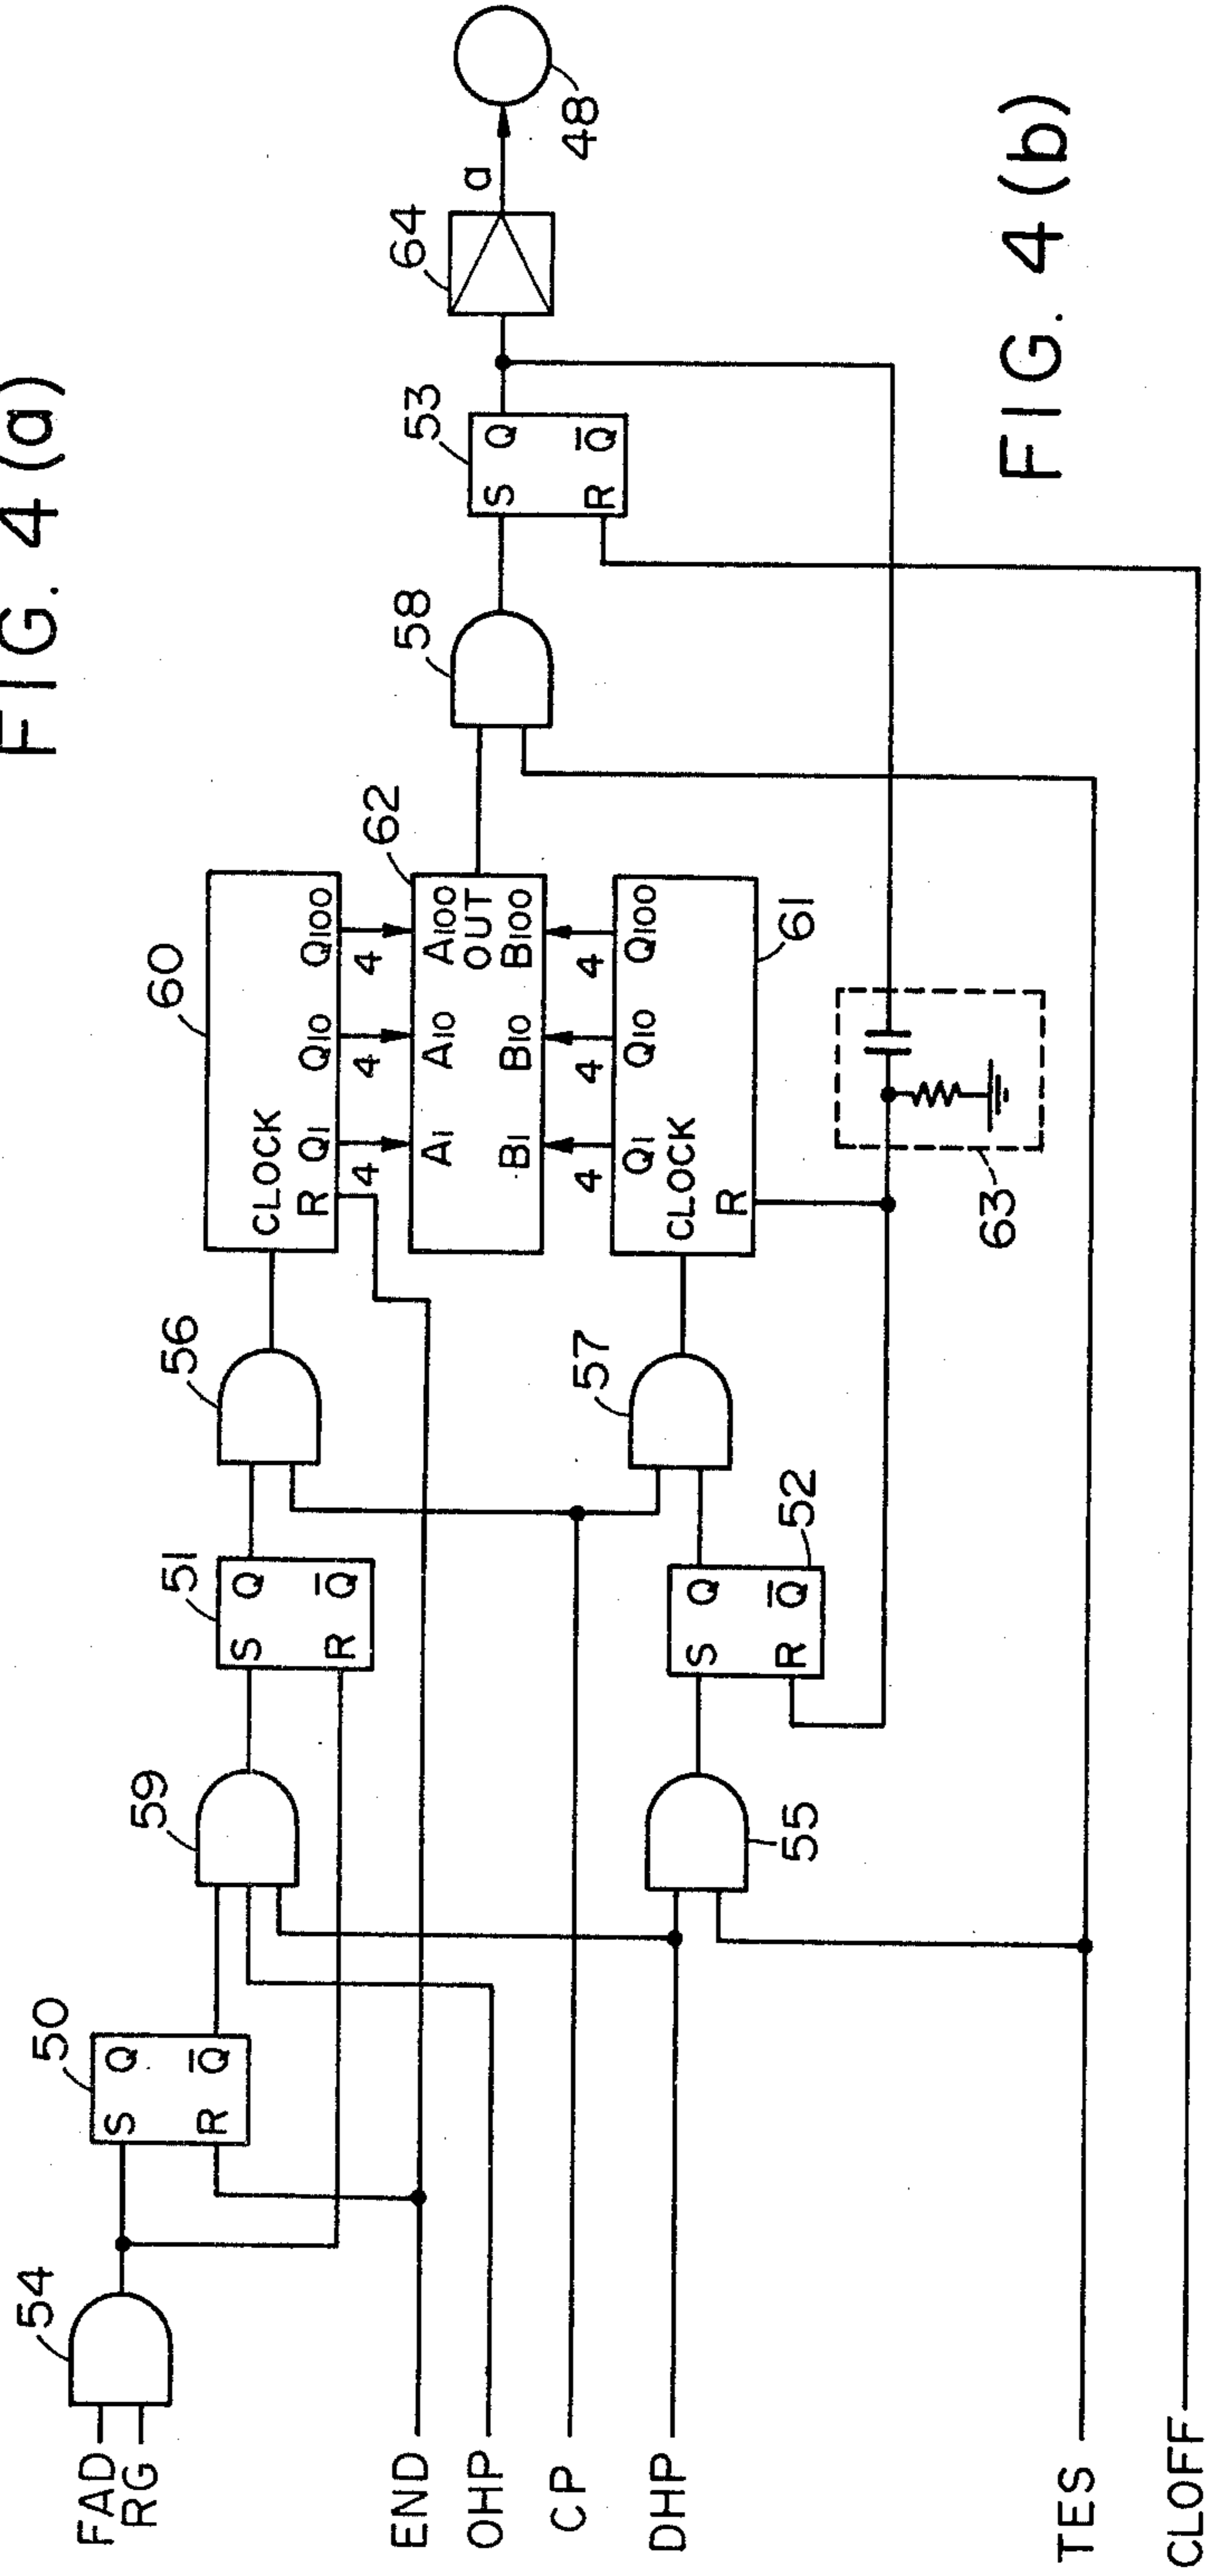 FIG. 4 (a)
54
FAD
RG
50
S Q
R Q̅
59
51
S Q
R Q̅
56
60
CLOCK
R Q1 Q10 Q100
4 4 4
62
A1 A10 A100
OUT
B1 B10 B100
4 4 4
Q1 Q10 Q100
CLOCK
R
61
57
52
S Q
R Q̅
55
63
58
53
S Q
R Q̅
64
a
48
END
OHP
CP
DHP
TES
CLOFF
FIG. 4 (b)